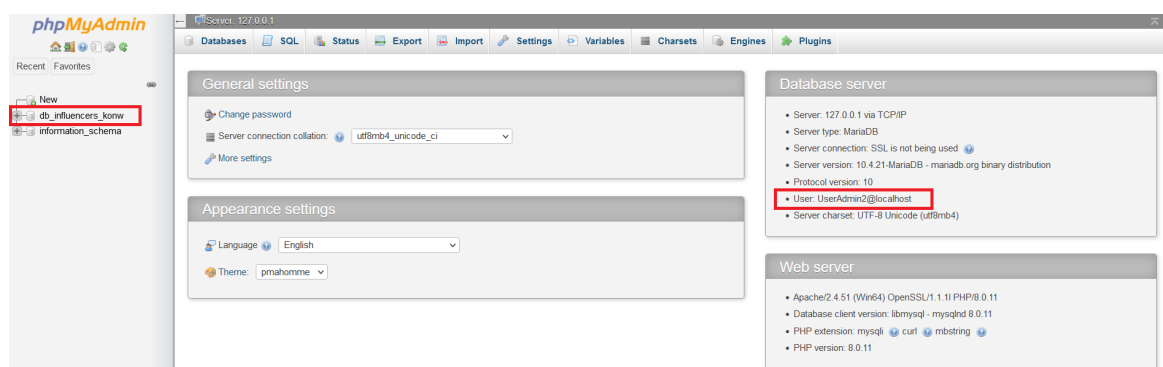 phpMyAdmin
Recent Favorites
New
db_influencers_konw
information_schema
Server: 127.0.0.1
Databases SQL Status Export Import Settings Variables Charsets Engines Plugins
General settings
Change password
Server connection collation: utf8mb4_unicode_ci
More settings
Appearance settings
Language English
Theme: pmahomme
Database server
• Server: 127.0.0.1 via TCP/IP
• Server type: MariaDB
• Server connection: SSL is not being used
• Server version: 10.4.21-MariaDB - mariadb.org binary distribution
• Protocol version: 10
• User: UserAdmin2@localhost
• Server charset: UTF-8 Unicode (utf8mb4)
Web server
• Apache/2.4.51 (Win64) OpenSSL/1.1.1l PHP/8.0.11
• Database client version: libmysql - mysqlnd 8.0.11
• PHP extension: mysqli curl mbstring
• PHP version: 8.0.11